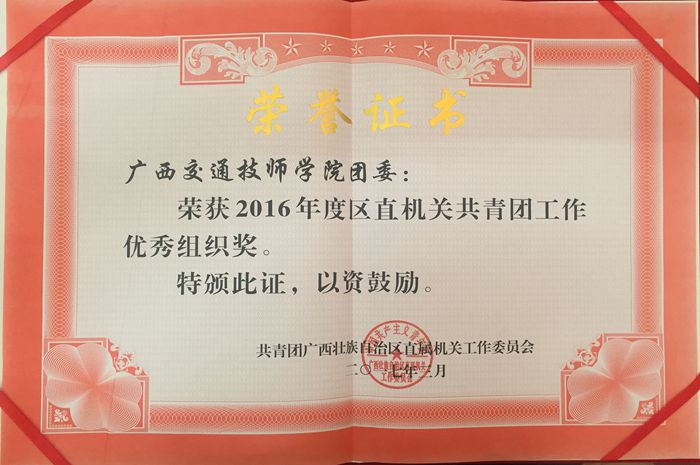 荣誉证书
广西交通技师学院团委：
荣获2016年度区直机关共青团工作
优秀组织奖。
特颁此证，以资鼓励。
共青团广西壮族自治区直属机关工作委员会
二〇一七年三月